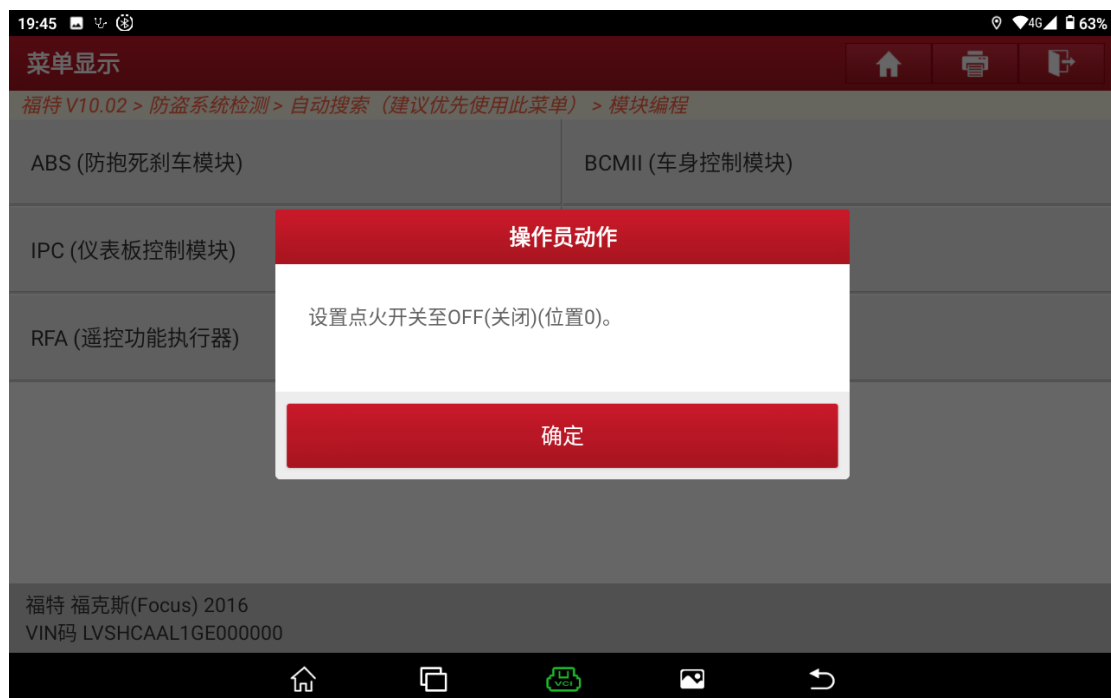 19:45
4G 63%
菜单显示
福特 V10.02 > 防盗系统检测 > 自动搜索（建议优先使用此菜单） > 模块编程
ABS (防抱死刹车模块)
BCMII (车身控制模块)
操作员动作
IPC (仪表板控制模块)
设置点火开关至OFF(关闭)(位置0)。
RFA (遥控功能执行器)
确定
福特 福克斯(Focus) 2016
VIN码 LVSHCAAL1GE000000
VCI